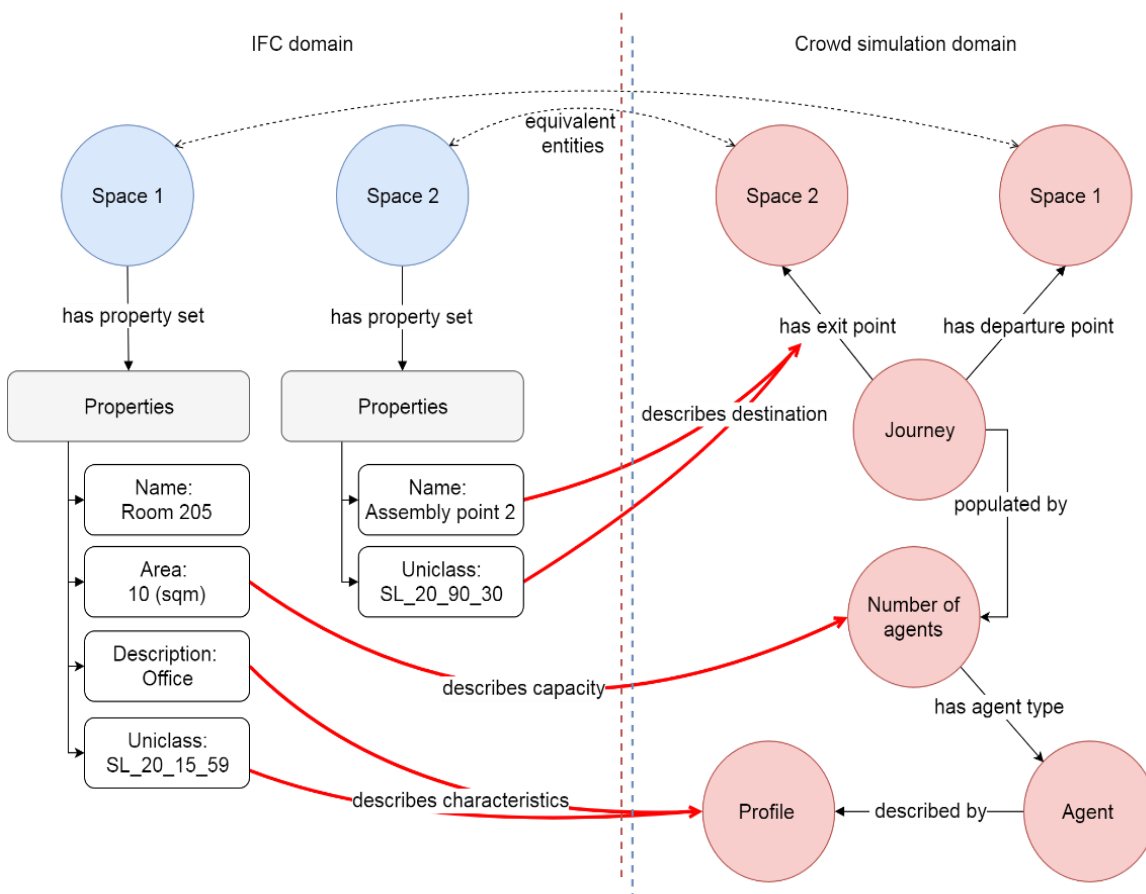 IFC domain
Crowd simulation domain
equivalent
entities
Space 1
Space 2
Space 2
Space 1
has property set
has property set
has exit point
has departure point
Properties
Properties
describes destination
Journey
Name:
Room 205
Name:
Assembly point 2
populated by
Area:
10 (sqm)
Uniclass:
SL_20_90_30
Number of
agents
Description:
Office
describes capacity
has agent type
Uniclass:
SL_20_15_59
describes characteristics
Profile
described by
Agent